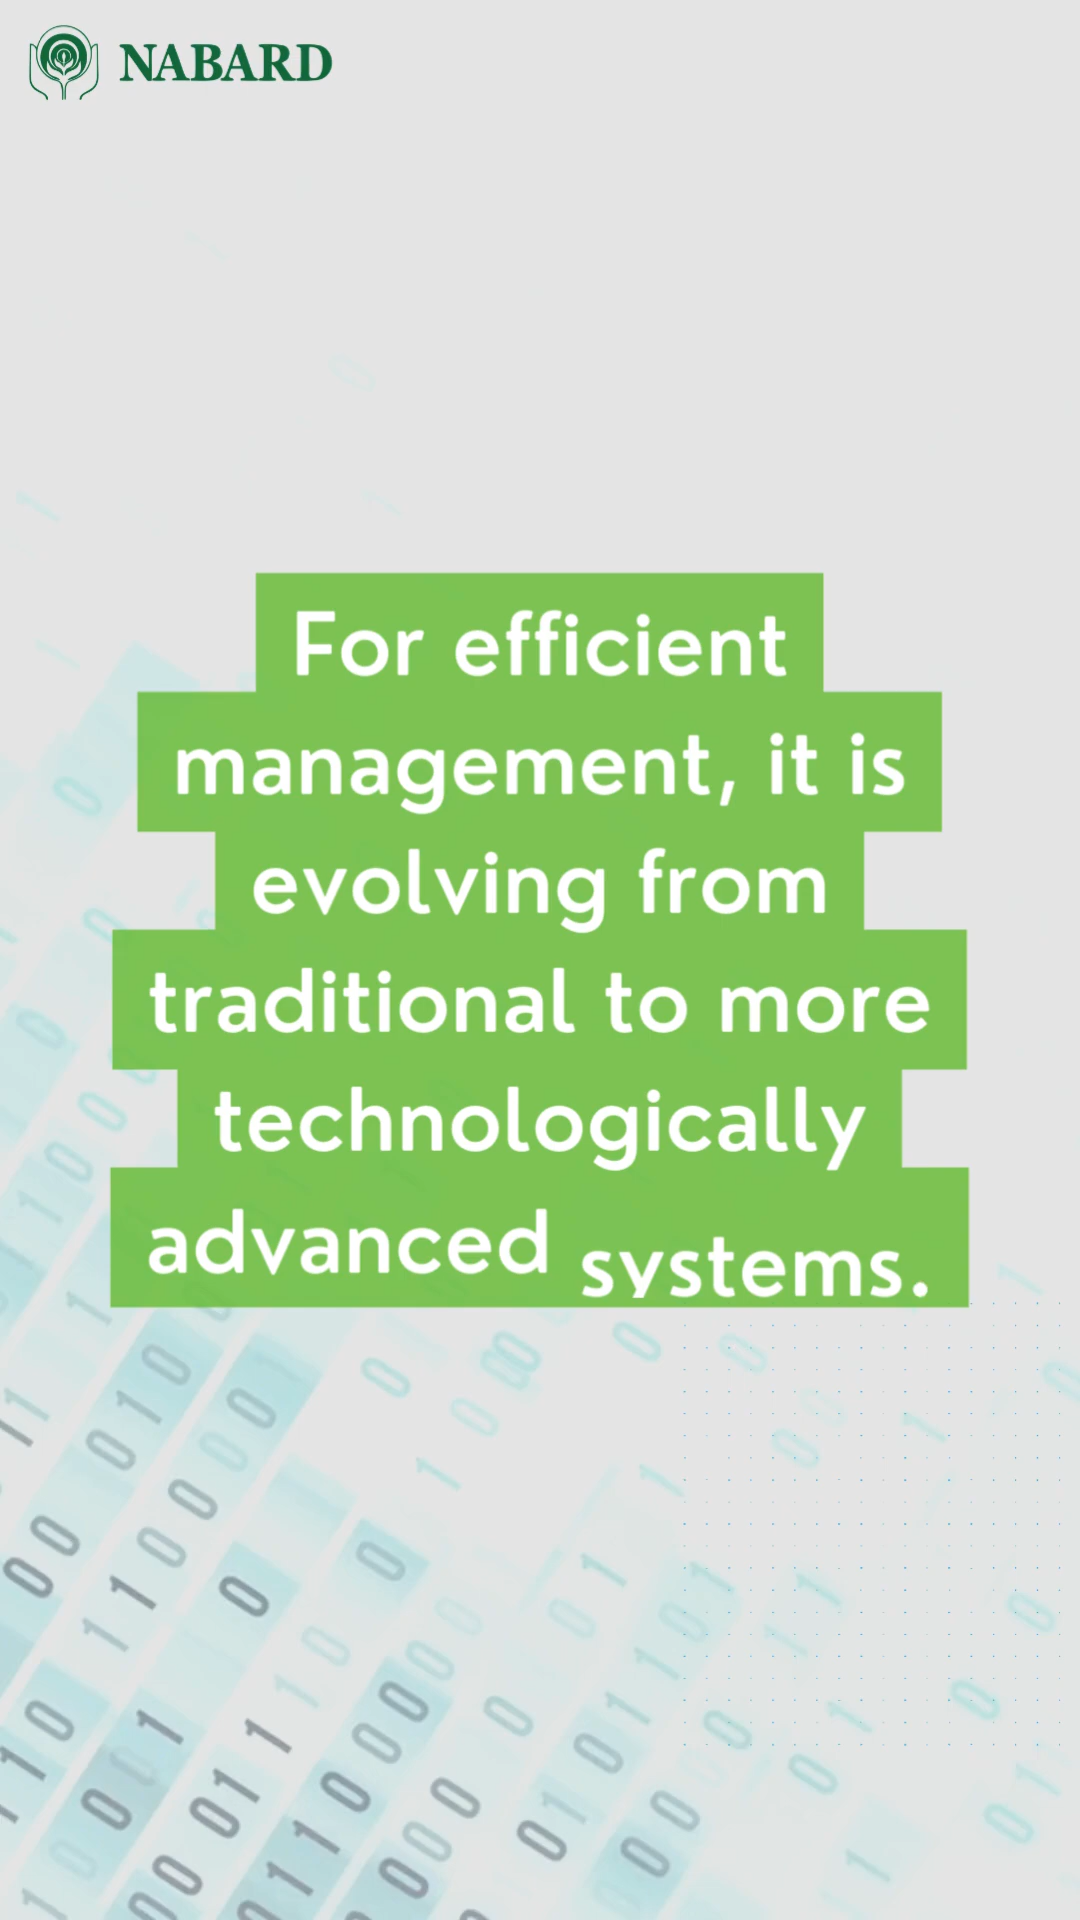 NABARD
For efficient
management, it is
evolving from
traditional to more
technologically
advanced systems.